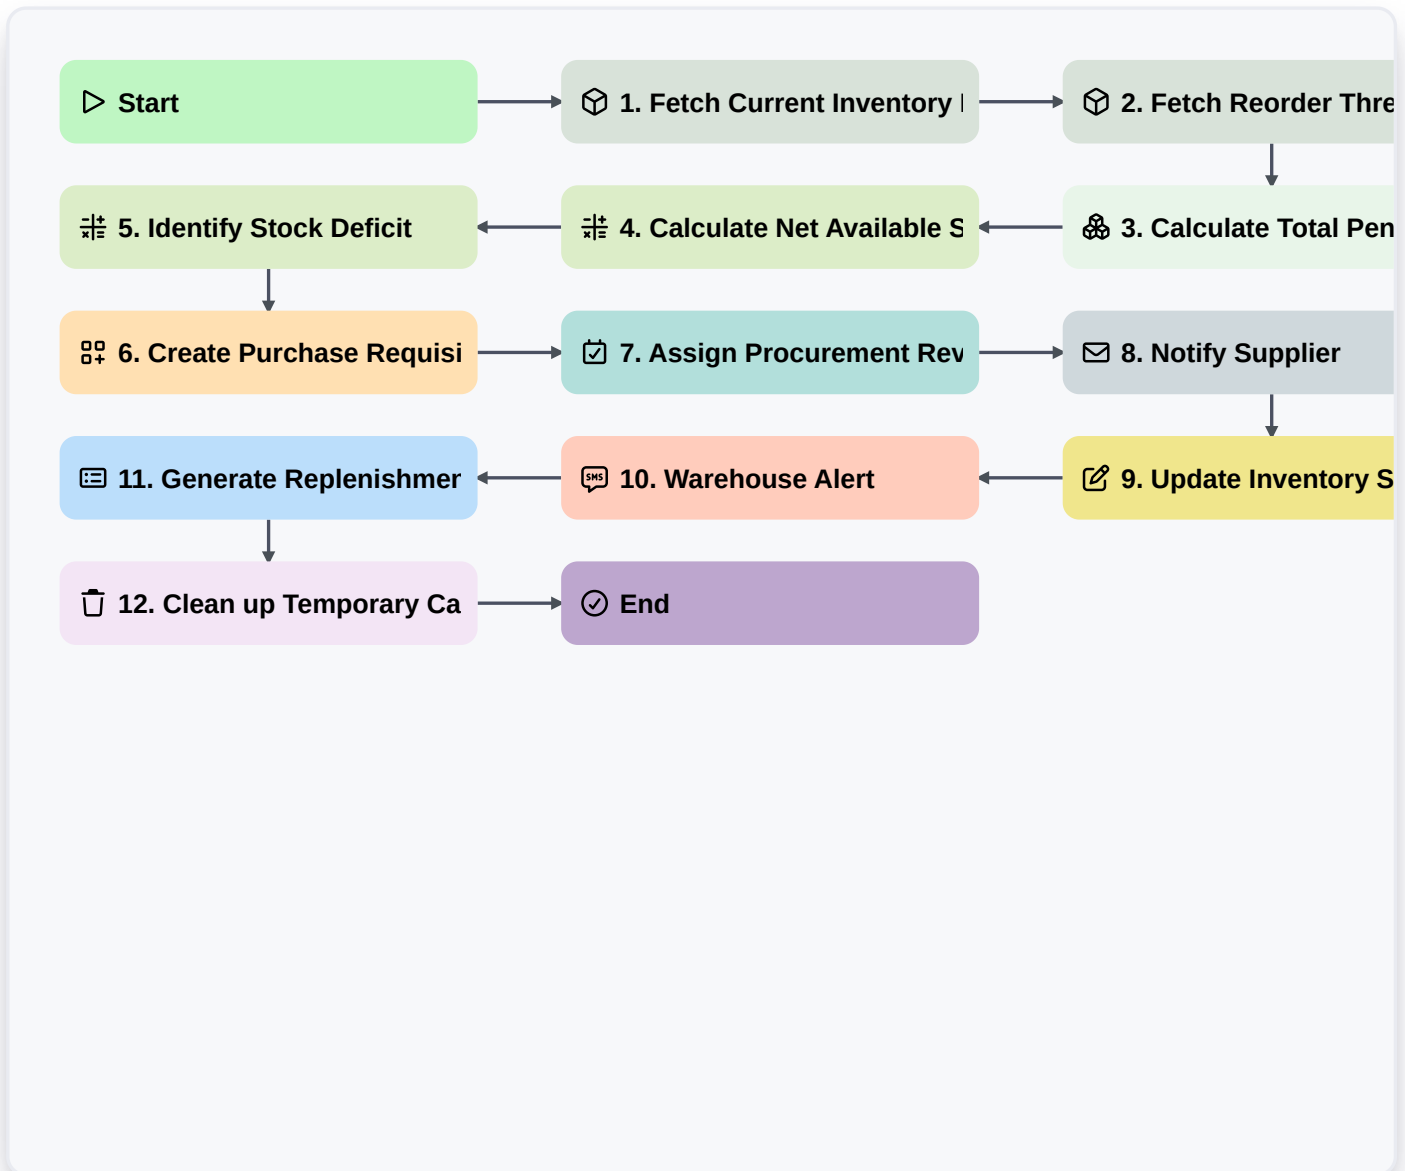 Start
1. Fetch Current Inventory
2. Fetch Reorder Thre
5. Identify Stock Deficit
4. Calculate Net Available S
3. Calculate Total Pen
6. Create Purchase Requisi
7. Assign Procurement Rev
8. Notify Supplier
11. Generate Replenishmen
SMS
10. Warehouse Alert
9. Update Inventory S
12. Clean up Temporary Ca
End